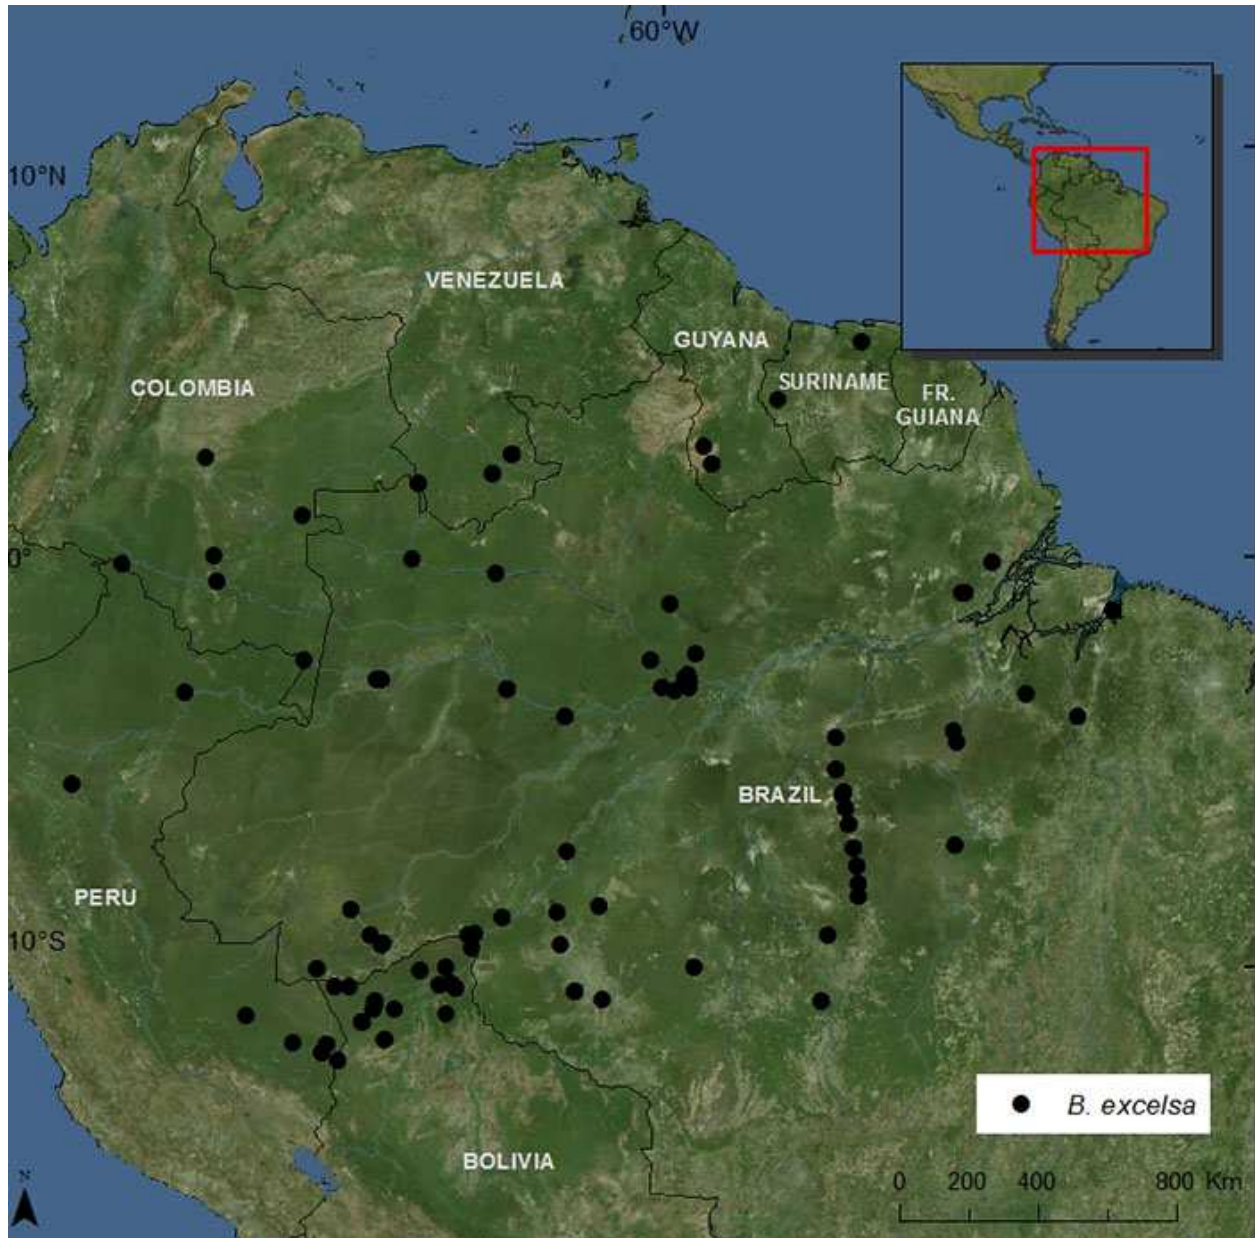 60°W
10°N
VENEZUELA
GUYANA
SURINAME
COLOMBIA
FR.
GUIANA
0°
BRAZIL
PERU
10°S
B. excelsa
BOLIVIA
N
0 200 400 800 Km